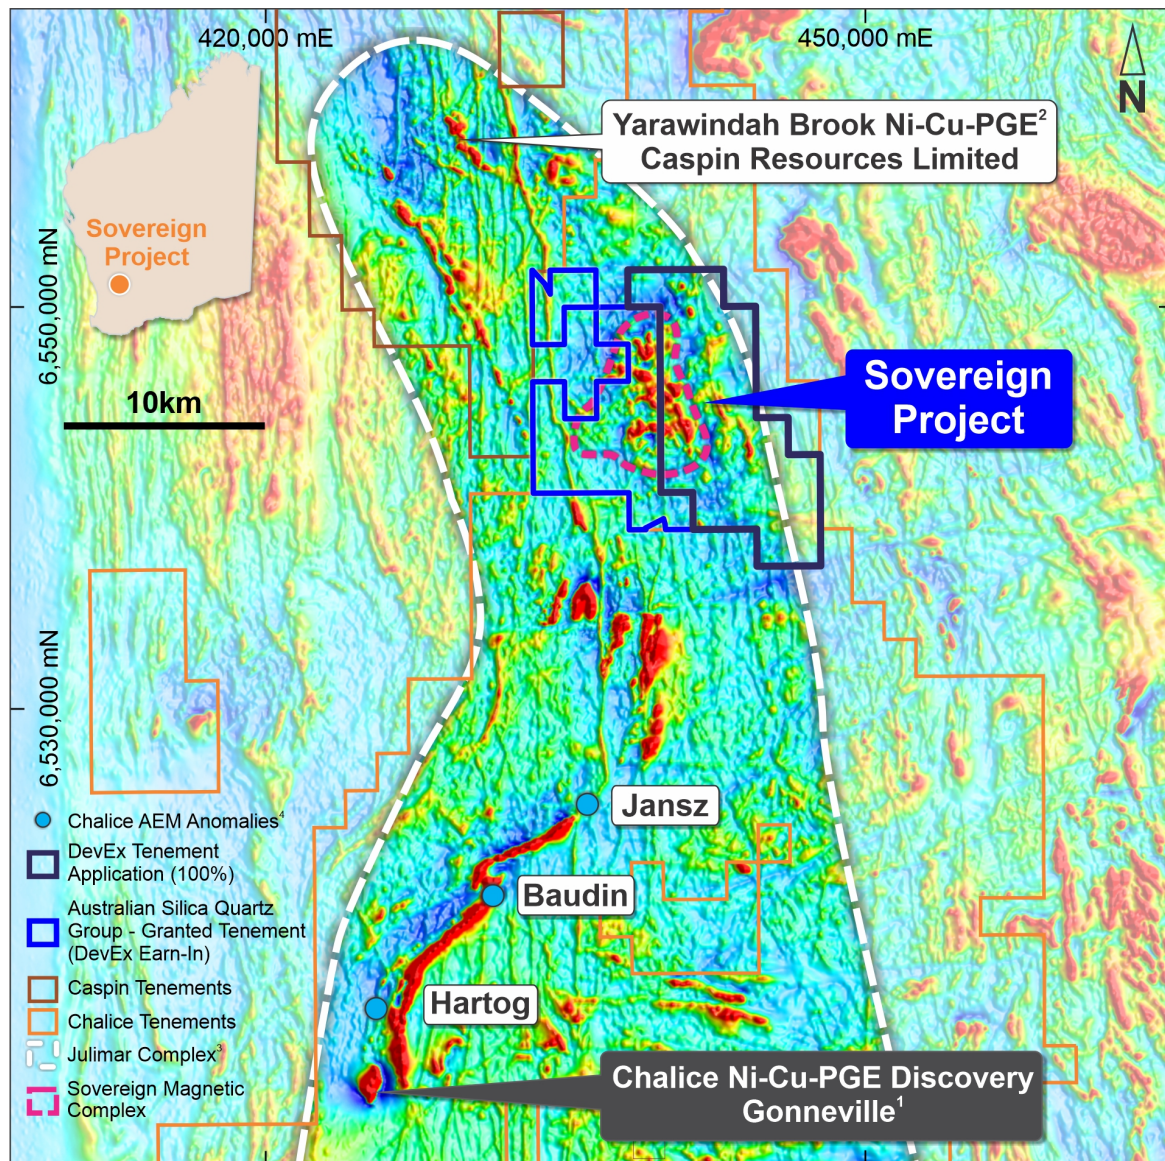 420,000 mE
450,000 mE
N
Yarawindah Brook Ni-Cu-PGE2
Caspin Resources Limited
Sovereign
Project
6,550,000 mN
Sovereign
Project
10km
6,530,000 mN
Jansz
Baudin
Hartog
Chalice Ni-Cu-PGE Discovery
Gonneville1
Chalice AEM Anomalies4
DevEx Tenement
Application (100%)
Australian Silica Quartz
Group - Granted Tenement
(DevEx Earn-In)
Caspin Tenements
Chalice Tenements
Julimar Complex3
Sovereign Magnetic
Complex